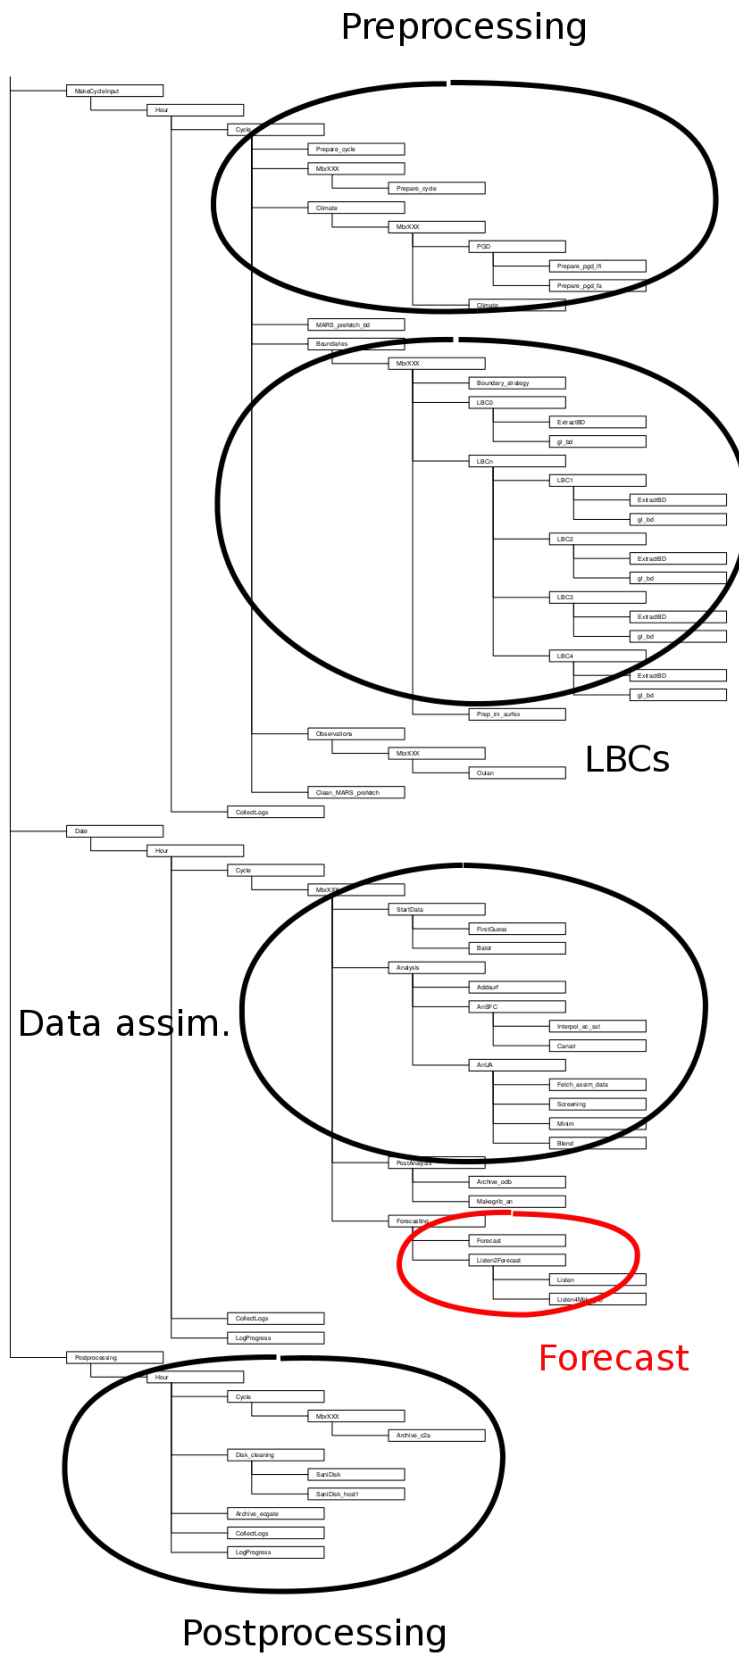 Preprocessing
MakeCycleInput
Hour
Cycle
Prepare_cycle
MbrXXX
Prepare_cycle
Climate
MbrXXX
PGD
Prepare_pgd_lfi
Prepare_pgd_fa
Climate
MARS_prefetch_bd
Boundaries
MbrXXX
Boundary_strategy
LBC0
ExtractBD
gl_bd
LBCn
LBC1
ExtractBD
gl_bd
LBC2
ExtractBD
gl_bd
LBC3
ExtractBD
gl_bd
LBC4
ExtractBD
gl_bd
Prep_ini_surfex
Observations
MbrXXX
Oulan
LBCs
Clean_MARS_prefetch
CollectLogs
Date
Hour
Cycle
MbrXXX
StartData
FirstGuess
Bator
Analysis
Addsurf
AnSFC
Interpol_ec_sst
Canari
Data assim.
AnUA
Fetch_assim_data
Screening
Minim
Blend
PostAnalysis
Archive_odb
Makegrib_an
Forecasting
Forecast
Listen2Forecast
Listen
CollectLogs
LogProgress
Forecast
Postprocessing
Hour
Cycle
MbrXXX
Archive_c2a
Disk_cleaning
SaniDisk
SaniDisk_host1
Archive_ecgate
CollectLogs
LogProgress
Postprocessing